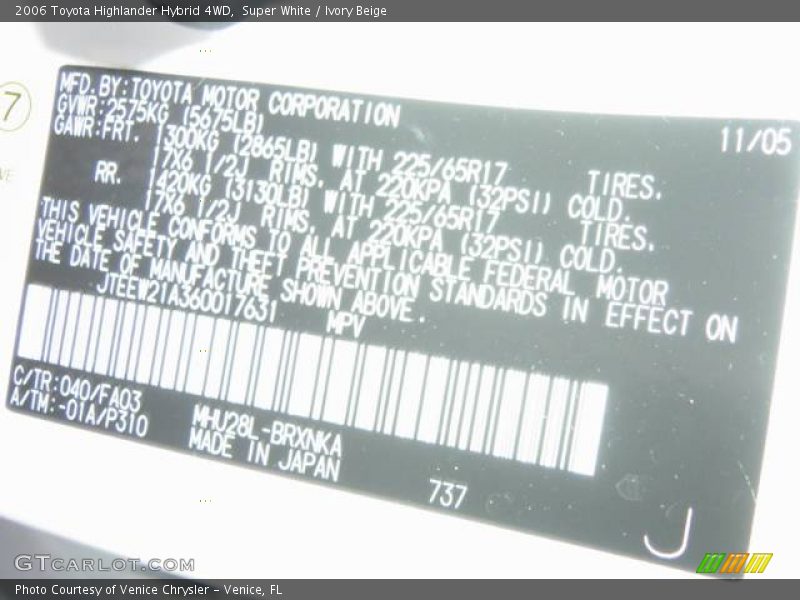 2006 Toyota Highlander Hybrid 4WD, Super White / Ivory Beige
7
MFD. BY: TOYOTA MOTOR CORPORATION 11/05
GVWR: 2575KG (5675LB)
GAWR: FRT. 1300KG (2865LB) WITH 225/65R17 TIRES,
17X6 1/2J RIMS, AT 220KPA (32PSI) COLD.
RR. 1420KG (3130LB) WITH 225/65R17 TIRES,
17X6 1/2J RIMS, AT 220KPA (32PSI) COLD.
THIS VEHICLE CONFORMS TO ALL APPLICABLE FEDERAL MOTOR
VEHICLE SAFETY AND THEFT PREVENTION STANDARDS IN EFFECT ON
THE DATE OF MANUFACTURE SHOWN ABOVE.
JTEEW21A360017631 MPV
C/TR: 040/FA03
A/TM: -01A/P310
MHU28L-BRXNKA
MADE IN JAPAN
737
J
GTCARLOT.COM
Photo Courtesy of Venice Chrysler - Venice, FL